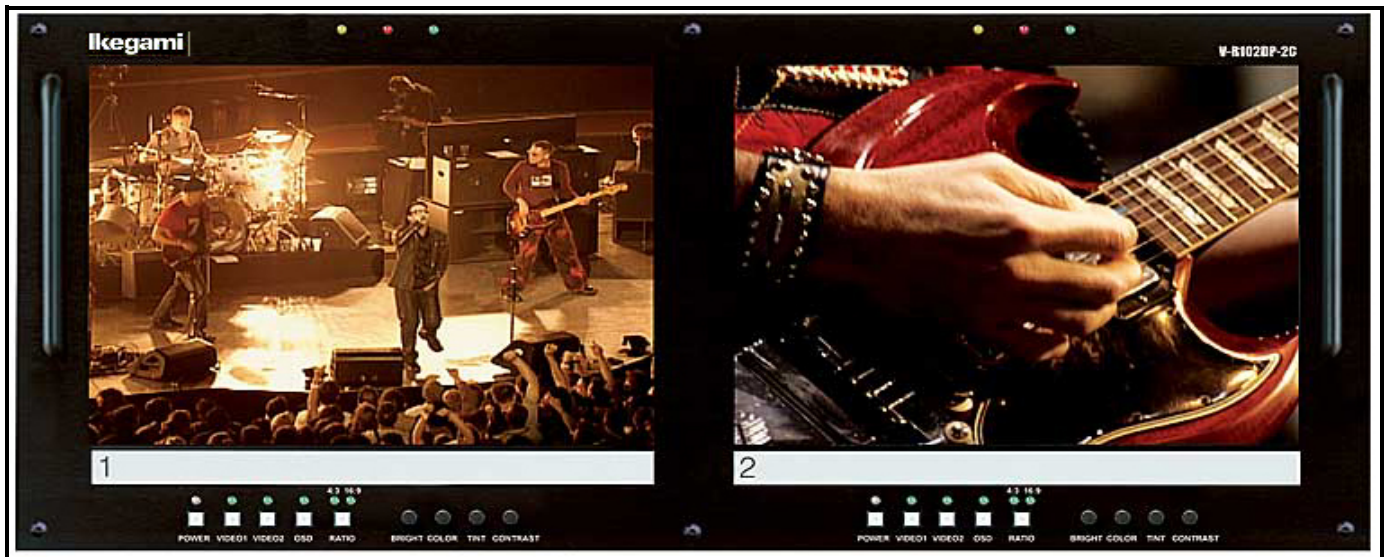 Ikegami
V-R102DP-2C
1
2
4:3 16:9
POWER VIDEO1 VIDEO2 OSD RATIO BRIGHT COLOR TINT CONTRAST
4:3 16:9
POWER VIDEO1 VIDEO2 OSD RATIO BRIGHT COLOR TINT CONTRAST